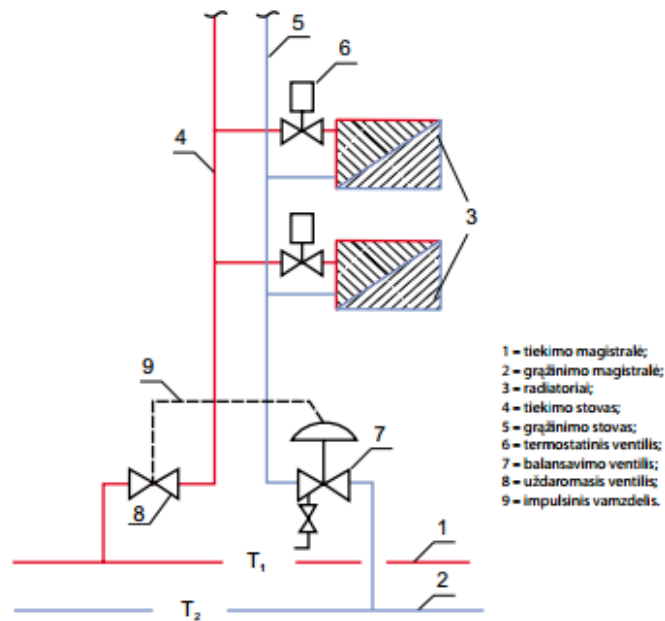 5
6
4
3
9
7
8
1
T₁
2
T₂
1 = tiekimo magistralė;
2 = grąžinimo magistralė;
3 = radiatoriai;
4 = tiekimo stovas;
5 = grąžinimo stovas;
6 = termostatinis ventilis;
7 = balansavimo ventilis;
8 = uždaromasis ventilis;
9 = impulsinis vamzdelis.